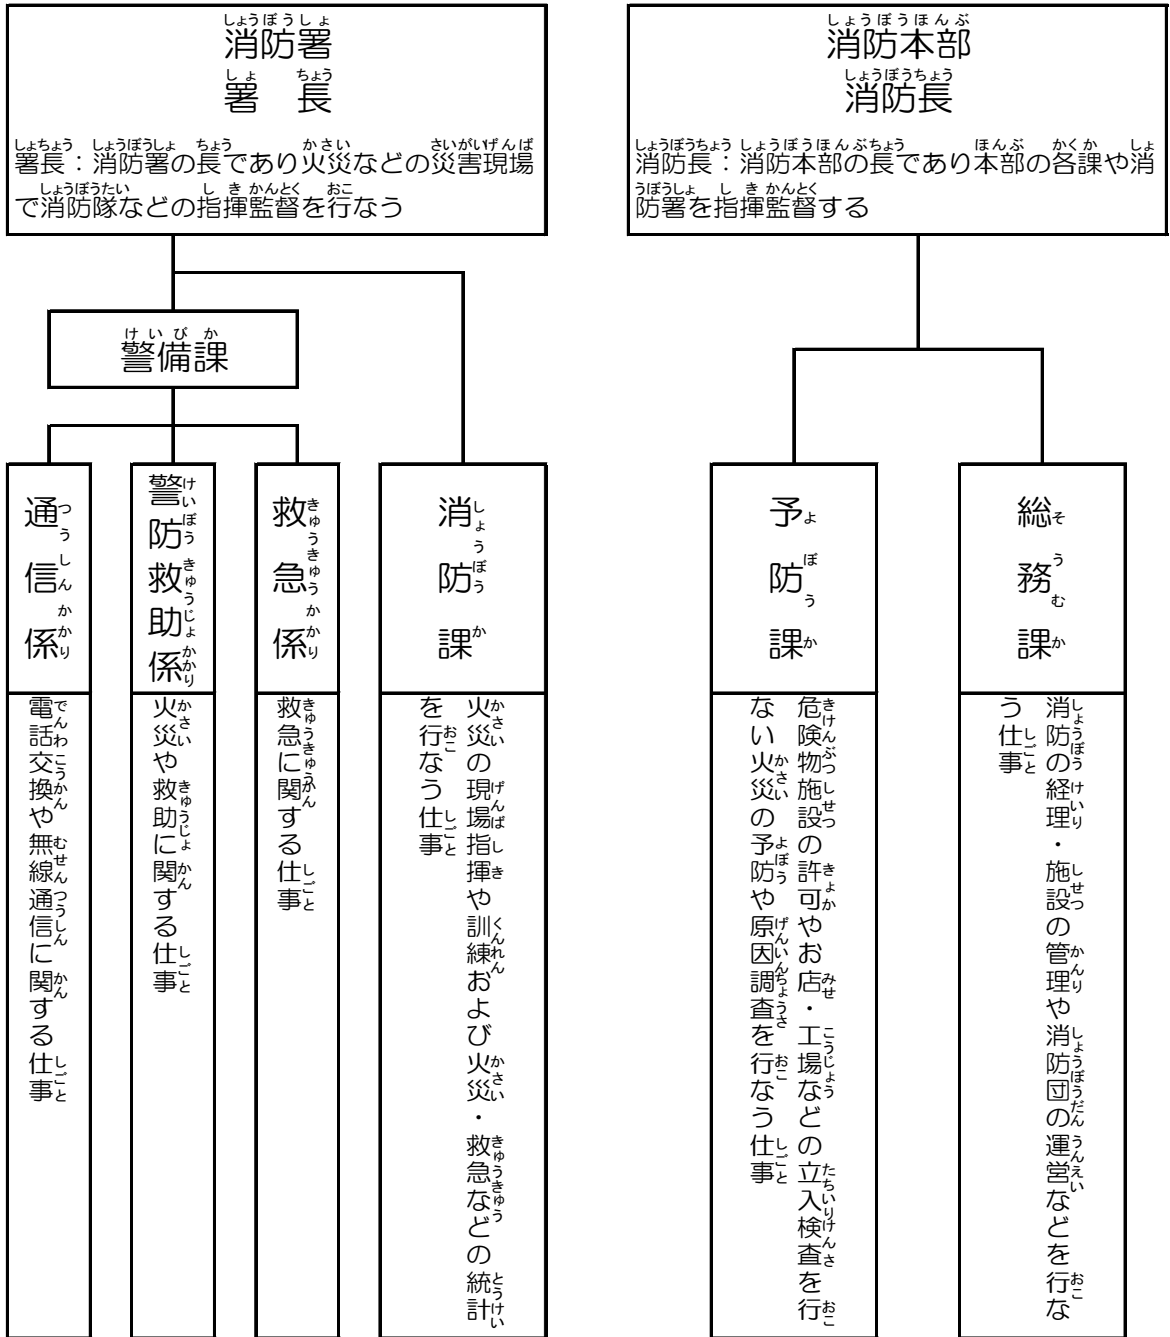 消防本部
消防長
消防長：消防本部の長であり本部の各課や消
防署を指揮監督する
総務課
消防の経理・施設の管理や消防団の運営などを行な
う仕事
予防課
危険物施設の許可やお店・工場などの立入検査を行
ない火災の予防や原因調査を行なう仕事
消防署
署　長
署長：消防署の長であり火災などの災害現場
で消防隊などの指揮監督を行なう
消防課
火災の現場指揮や訓練および火災・救急などの統計
を行なう仕事
警備課
救急係
救急に関する仕事
警防救助係
火災や救助に関する仕事
通信係
電話交換や無線通信に関する仕事